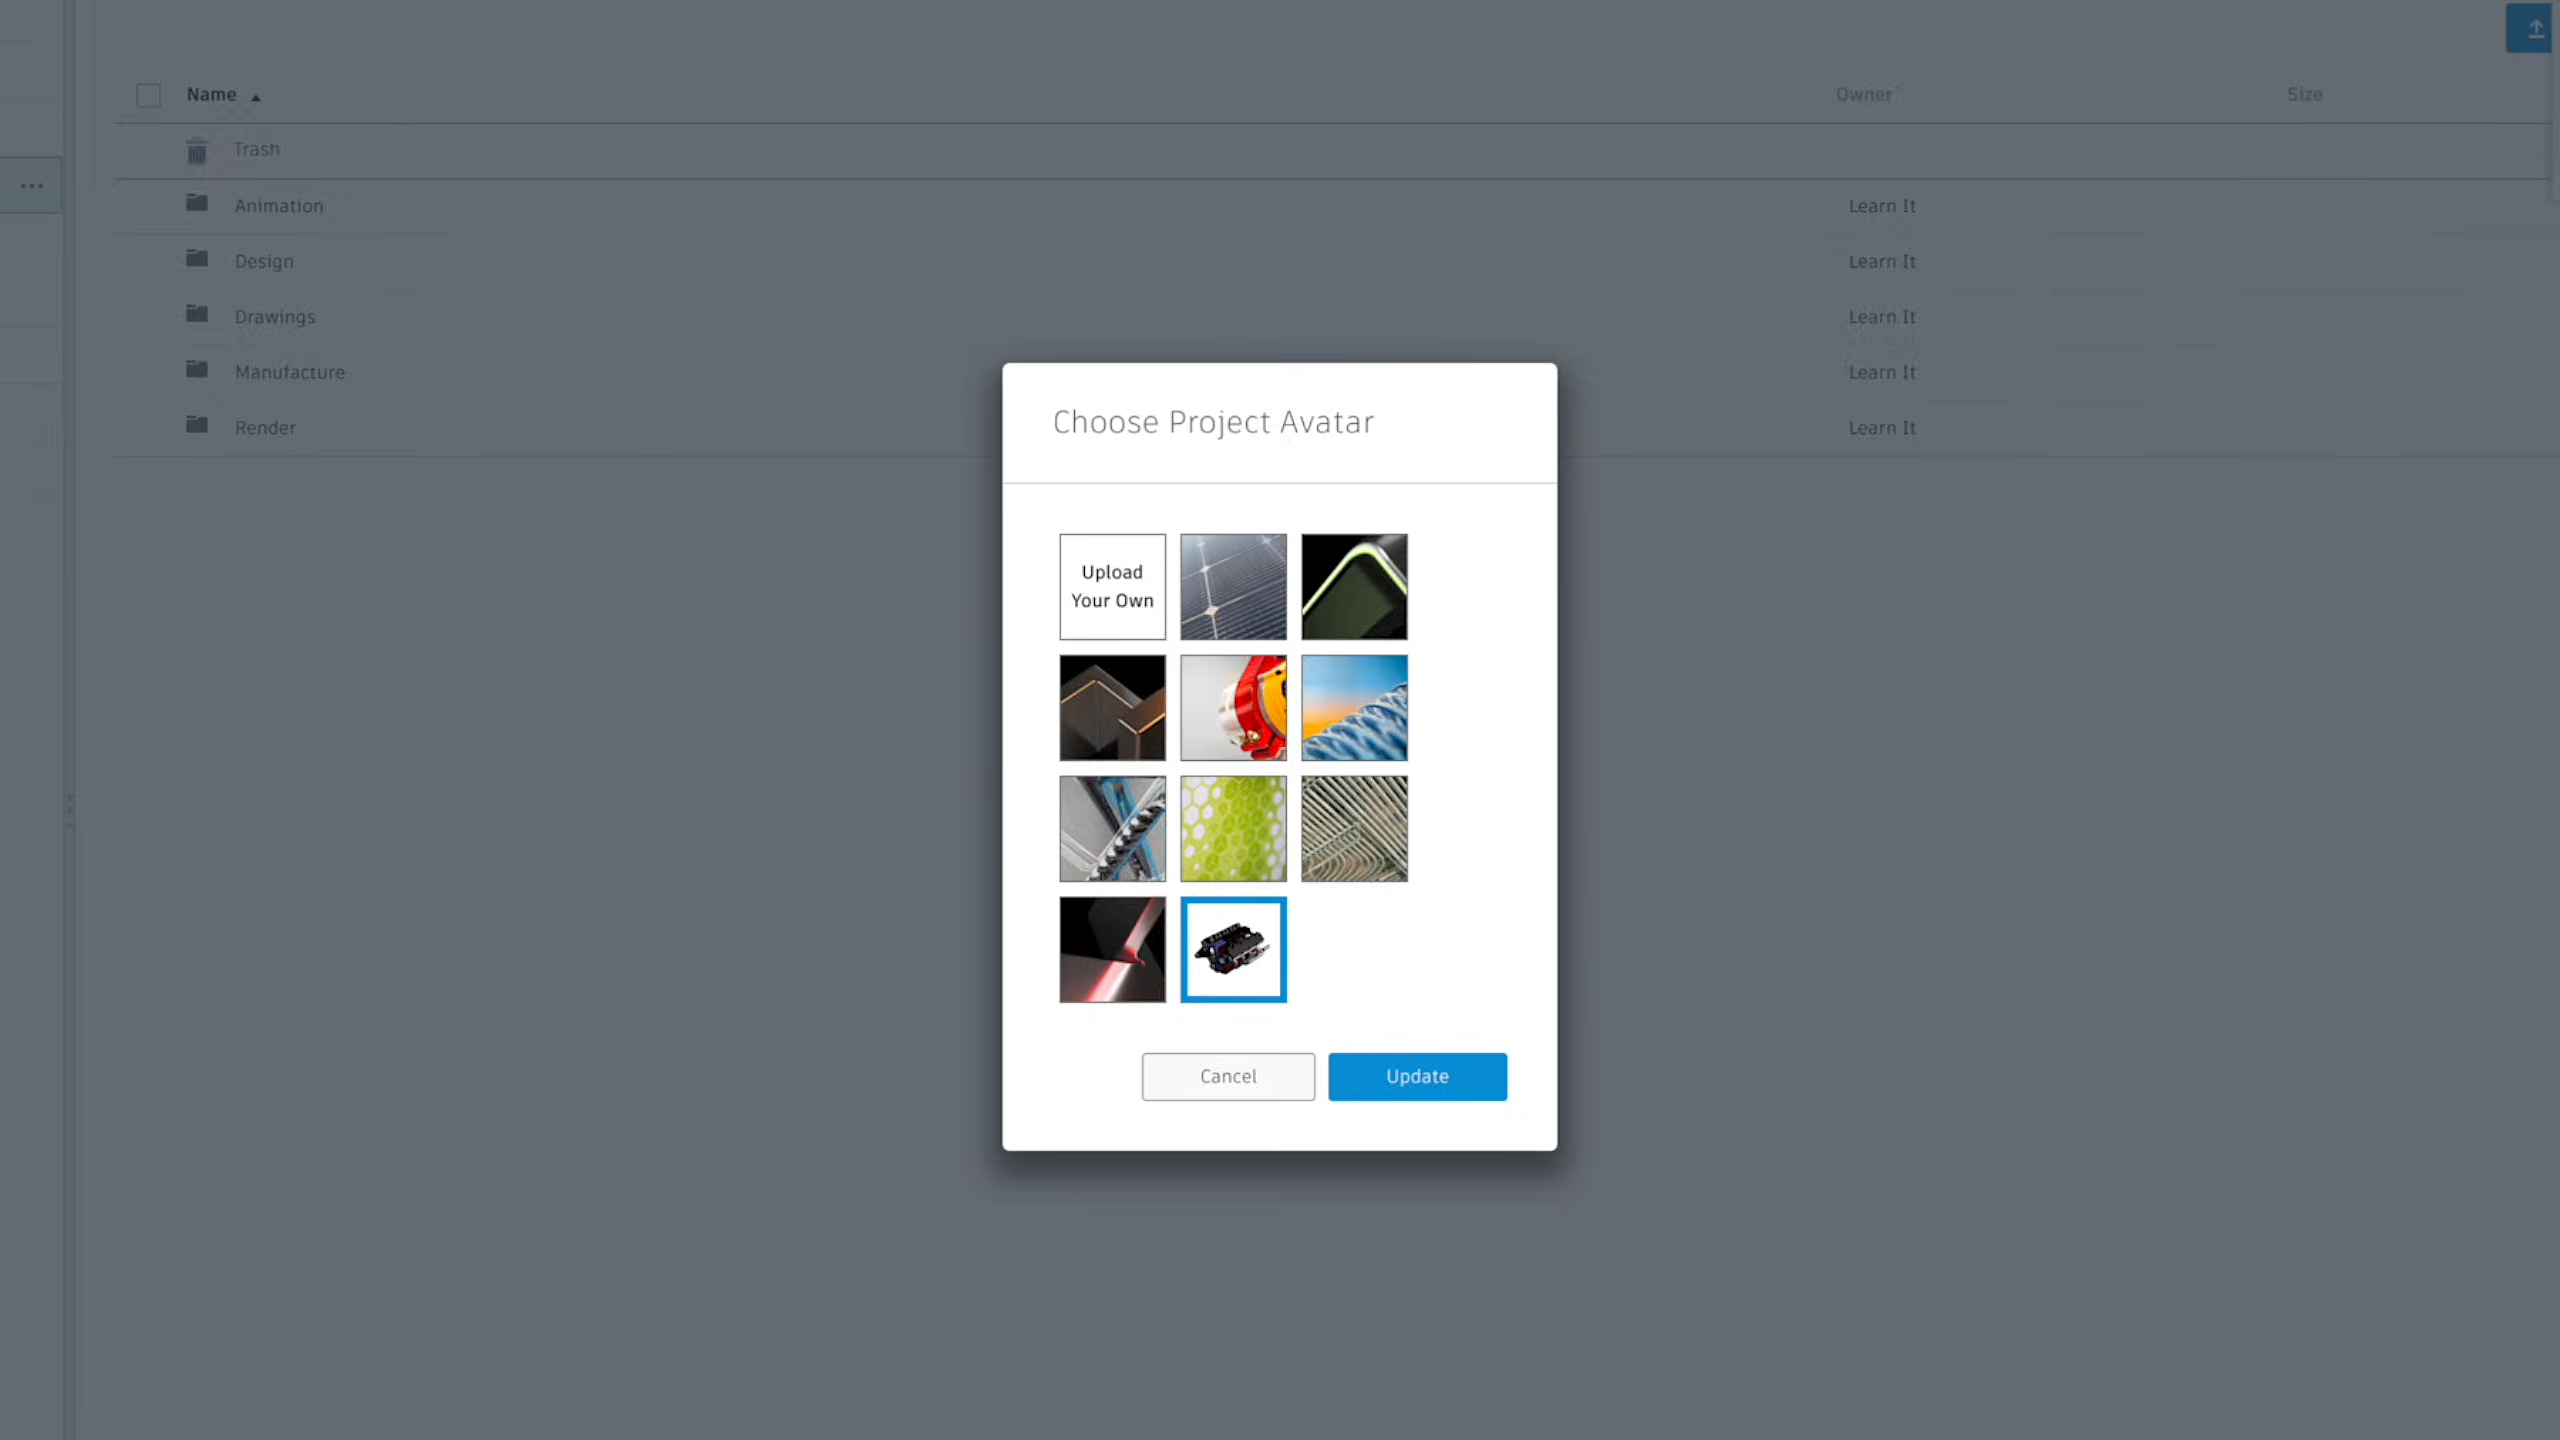 Name
Owner
Size
Trash
Animation
Learn It
Design
Learn It
Drawings
Learn It
Manufacture
Learn It
Render
Learn It
Choose Project Avatar
Upload
Your Own
Cancel
Update